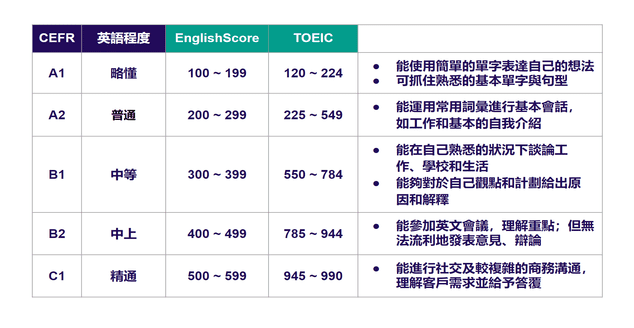 CEFR 英語程度 EnglishScore TOEIC
A1 略懂 100 ~ 199 120 ~ 224
● 能使用簡單的單字表達自己的想法
● 可抓住熟悉的基本單字與句型
A2 普通 200 ~ 299 225 ~ 549
● 能運用常用詞彙進行基本會話，
如工作和基本的自我介紹
B1 中等 300 ~ 399 550 ~ 784
● 能在自己熟悉的狀況下談論工
作、學校和生活
● 能夠對於自己觀點和計劃給出原
因和解釋
B2 中上 400 ~ 499 785 ~ 944
● 能參加英文會議，理解重點；但無
法流利地發表意見、辯論
C1 精通 500 ~ 599 945 ~ 990
● 能進行社交及較複雜的商務溝通，
理解客戶需求並給予答覆